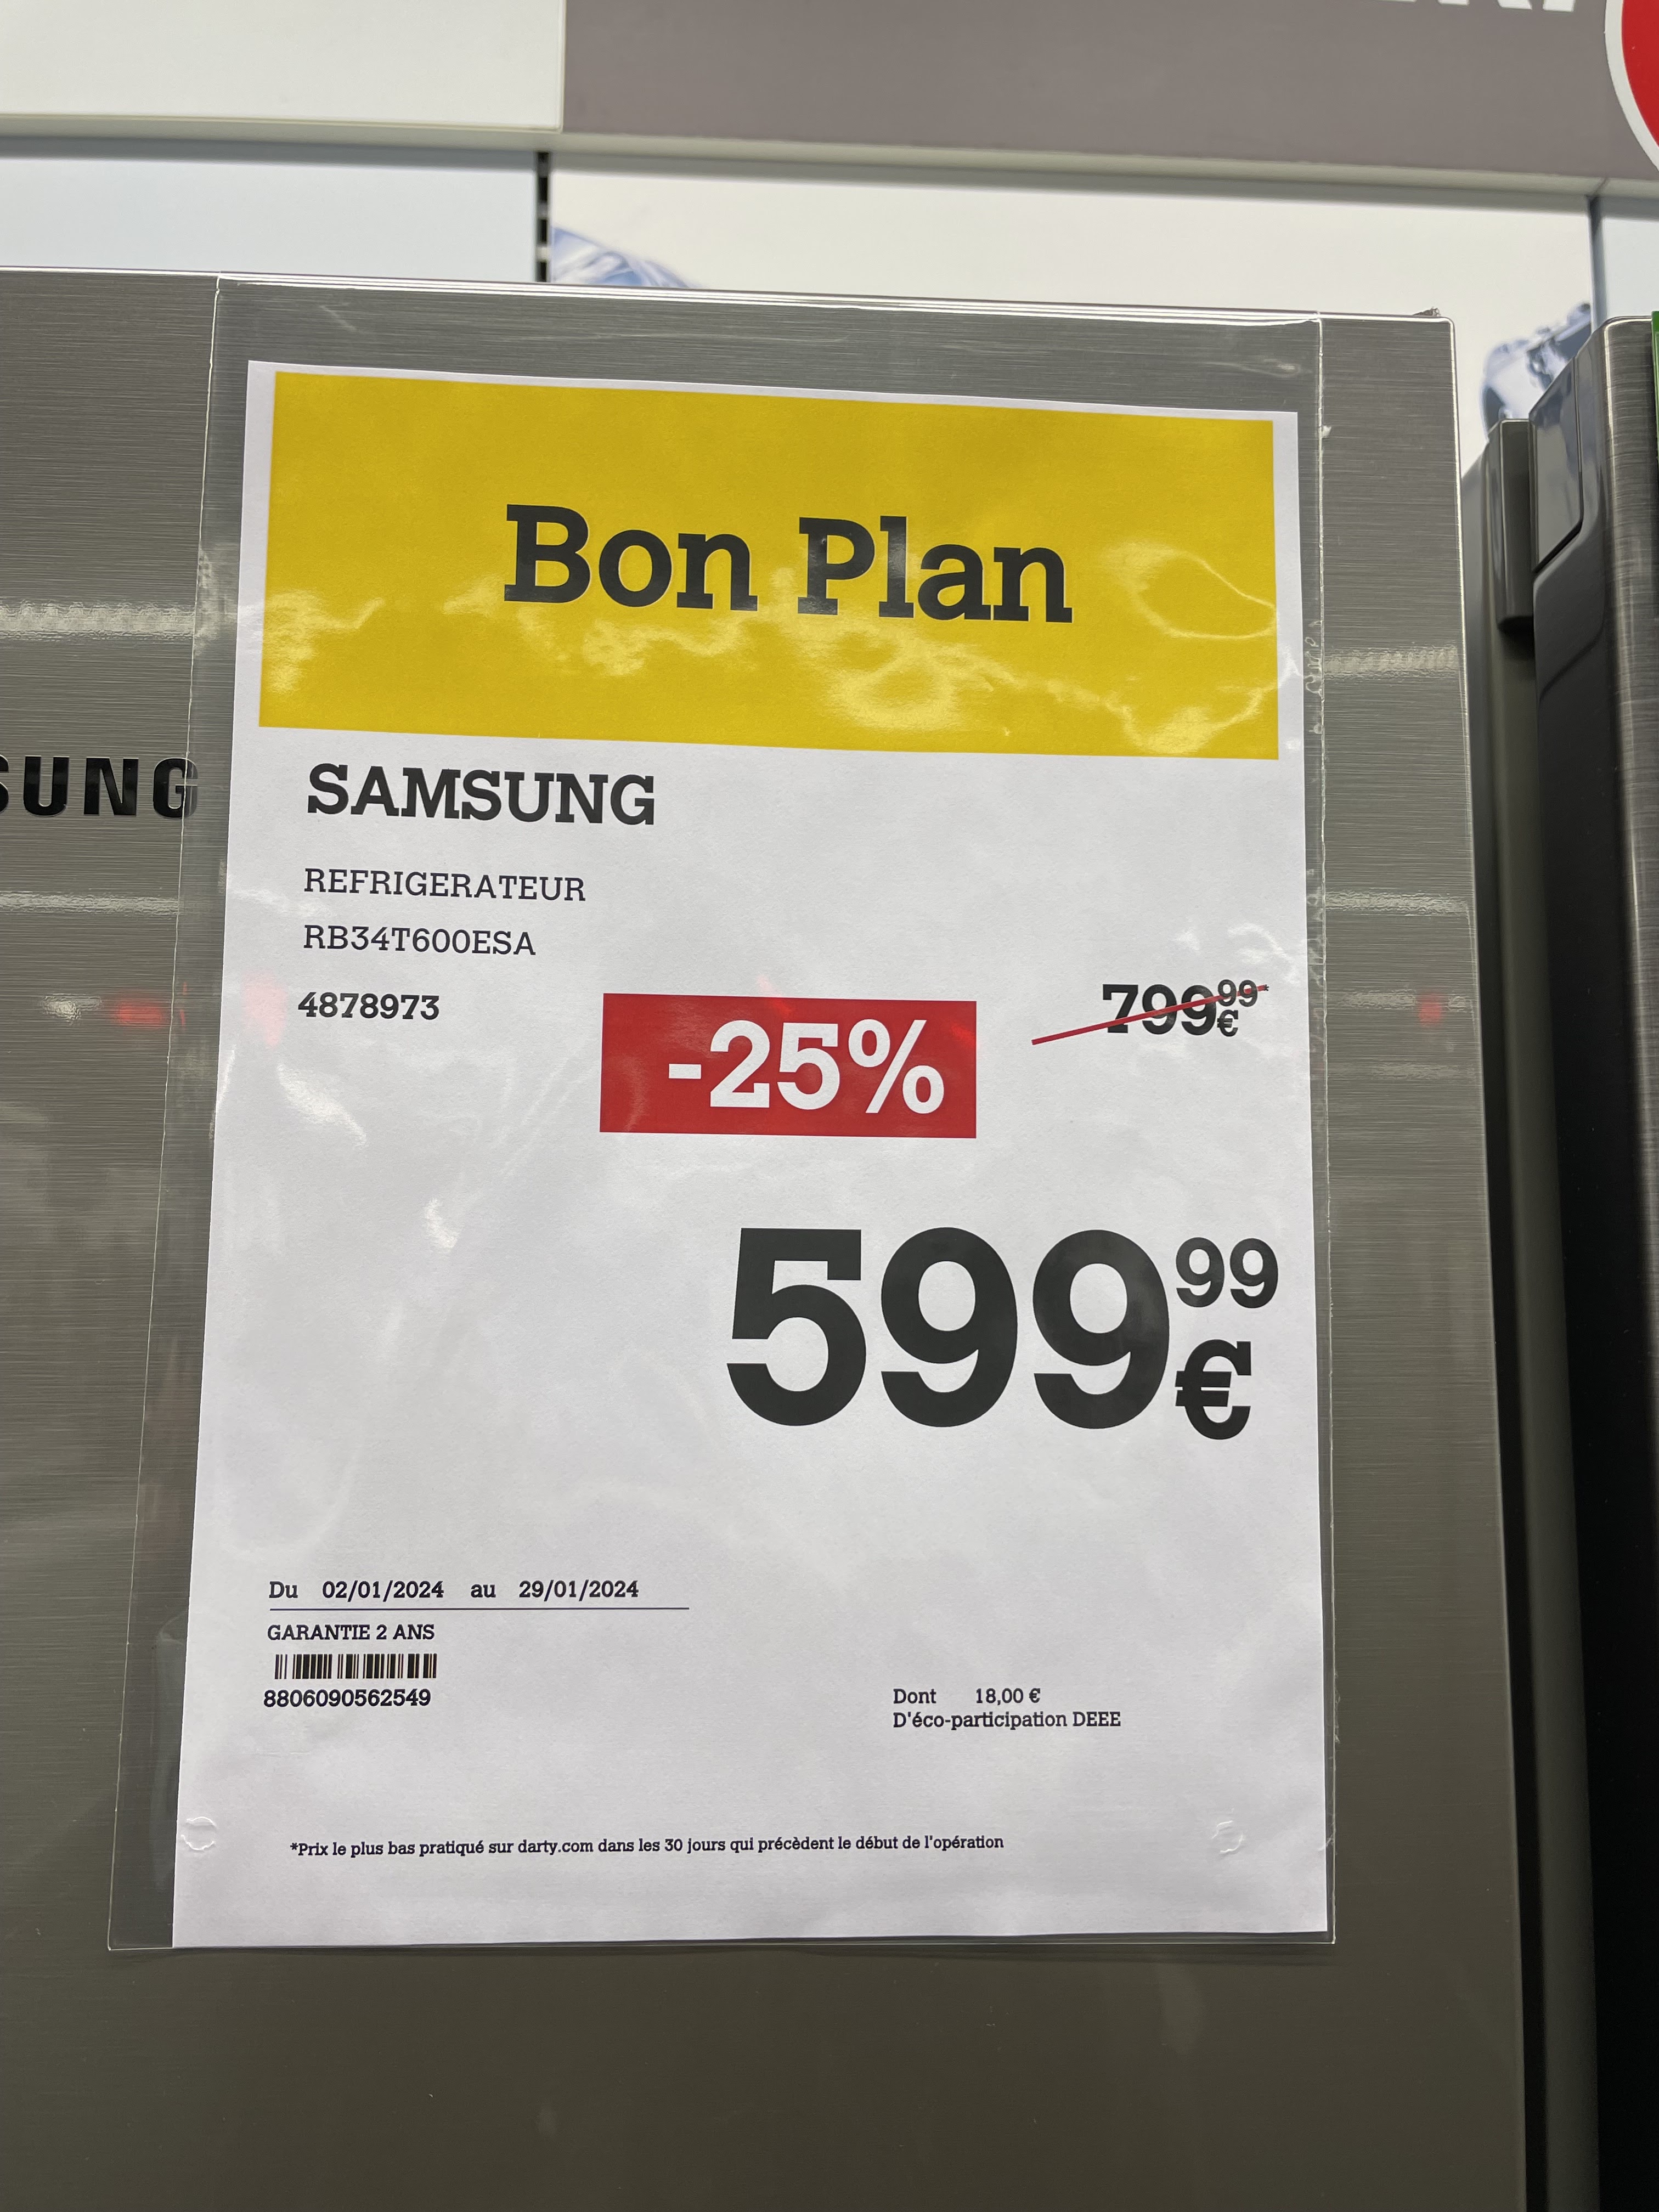 Bon Plan
SUNG
SAMSUNG
REFRIGERATEUR
RB34T600ESA
4878973
-25%
799€99*
599€99
Du 02/01/2024 au 29/01/2024
GARANTIE 2 ANS
8806090562549
Dont 18,00 €
D'éco-participation DEEE
*Prix le plus bas pratiqué sur darty.com dans les 30 jours qui précèdent le début de l'opération